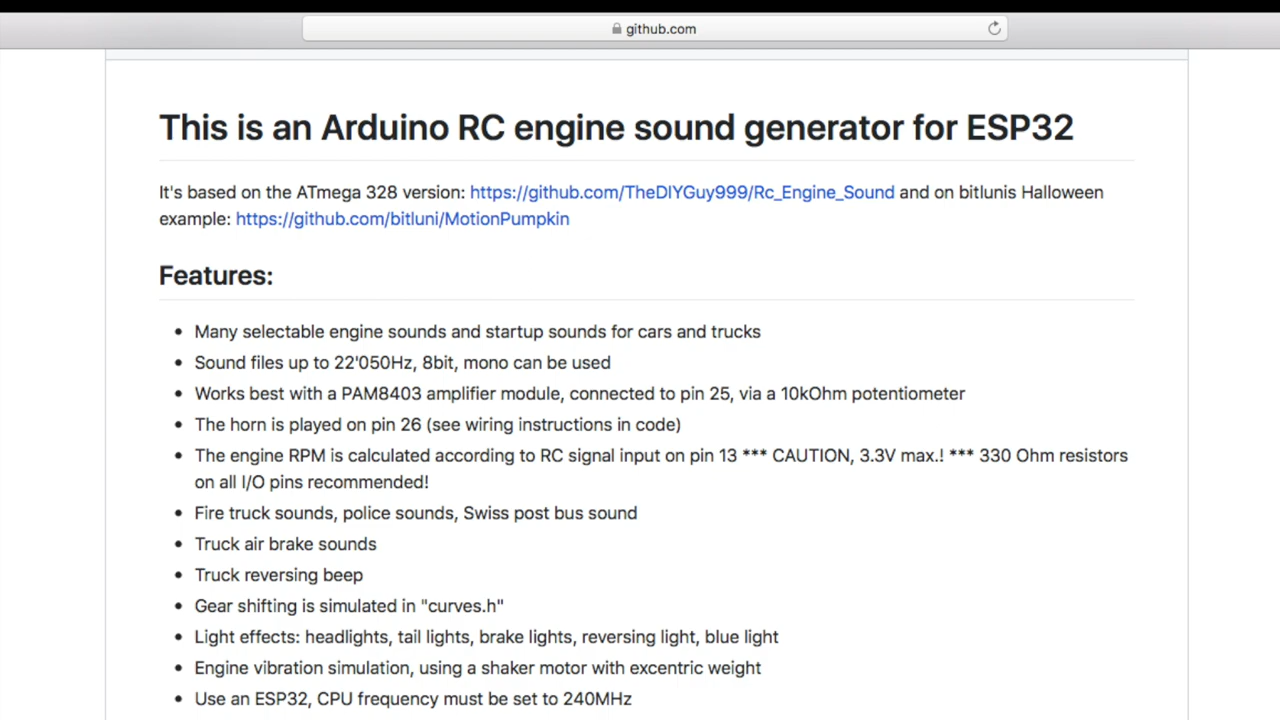 github.com
This is an Arduino RC engine sound generator for ESP32
It's based on the ATmega 328 version: https://github.com/TheDIYGuy999/Rc_Engine_Sound and on bitlunis Halloween
example: https://github.com/bitluni/MotionPumpkin
Features:
• Many selectable engine sounds and startup sounds for cars and trucks
• Sound files up to 22'050Hz, 8bit, mono can be used
• Works best with a PAM8403 amplifier module, connected to pin 25, via a 10kOhm potentiometer
• The horn is played on pin 26 (see wiring instructions in code)
• The engine RPM is calculated according to RC signal input on pin 13 *** CAUTION, 3.3V max.! *** 330 Ohm resistors
on all I/O pins recommended!
• Fire truck sounds, police sounds, Swiss post bus sound
• Truck air brake sounds
• Truck reversing beep
• Gear shifting is simulated in "curves.h"
• Light effects: headlights, tail lights, brake lights, reversing light, blue light
• Engine vibration simulation, using a shaker motor with excentric weight
• Use an ESP32, CPU frequency must be set to 240MHz